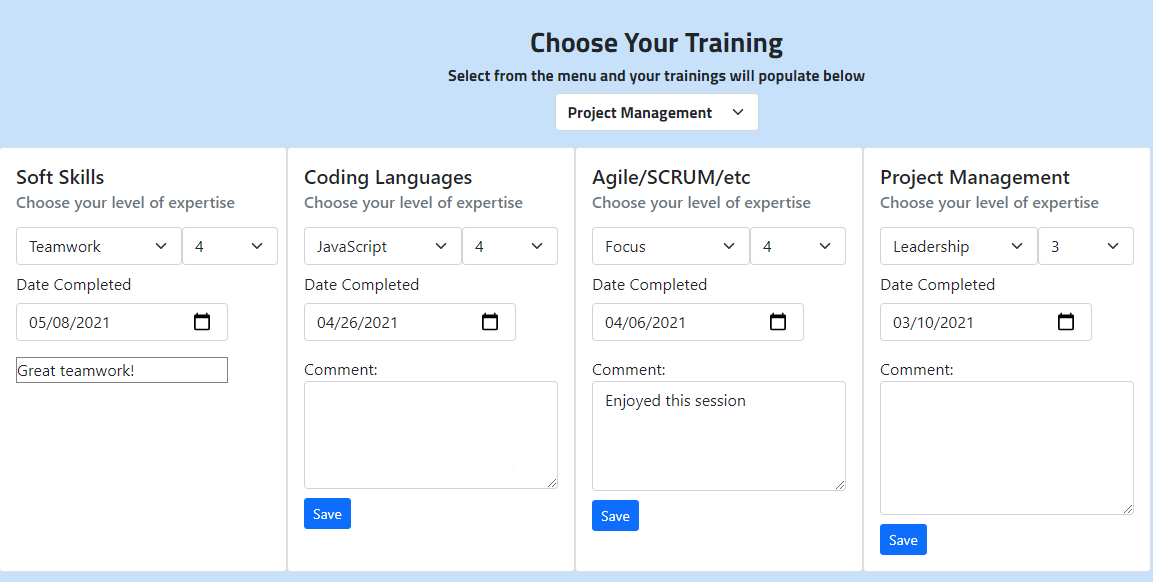 Choose Your Training
Select from the menu and your trainings will populate below
Project Management
Soft Skills
Choose your level of expertise
Teamwork 4
Date Completed
05/08/2021
Great teamwork!
Coding Languages
Choose your level of expertise
JavaScript 4
Date Completed
04/26/2021
Comment:
Save
Agile/SCRUM/etc
Choose your level of expertise
Focus 4
Date Completed
04/06/2021
Comment:
Enjoyed this session
Save
Project Management
Choose your level of expertise
Leadership 3
Date Completed
03/10/2021
Comment:
Save